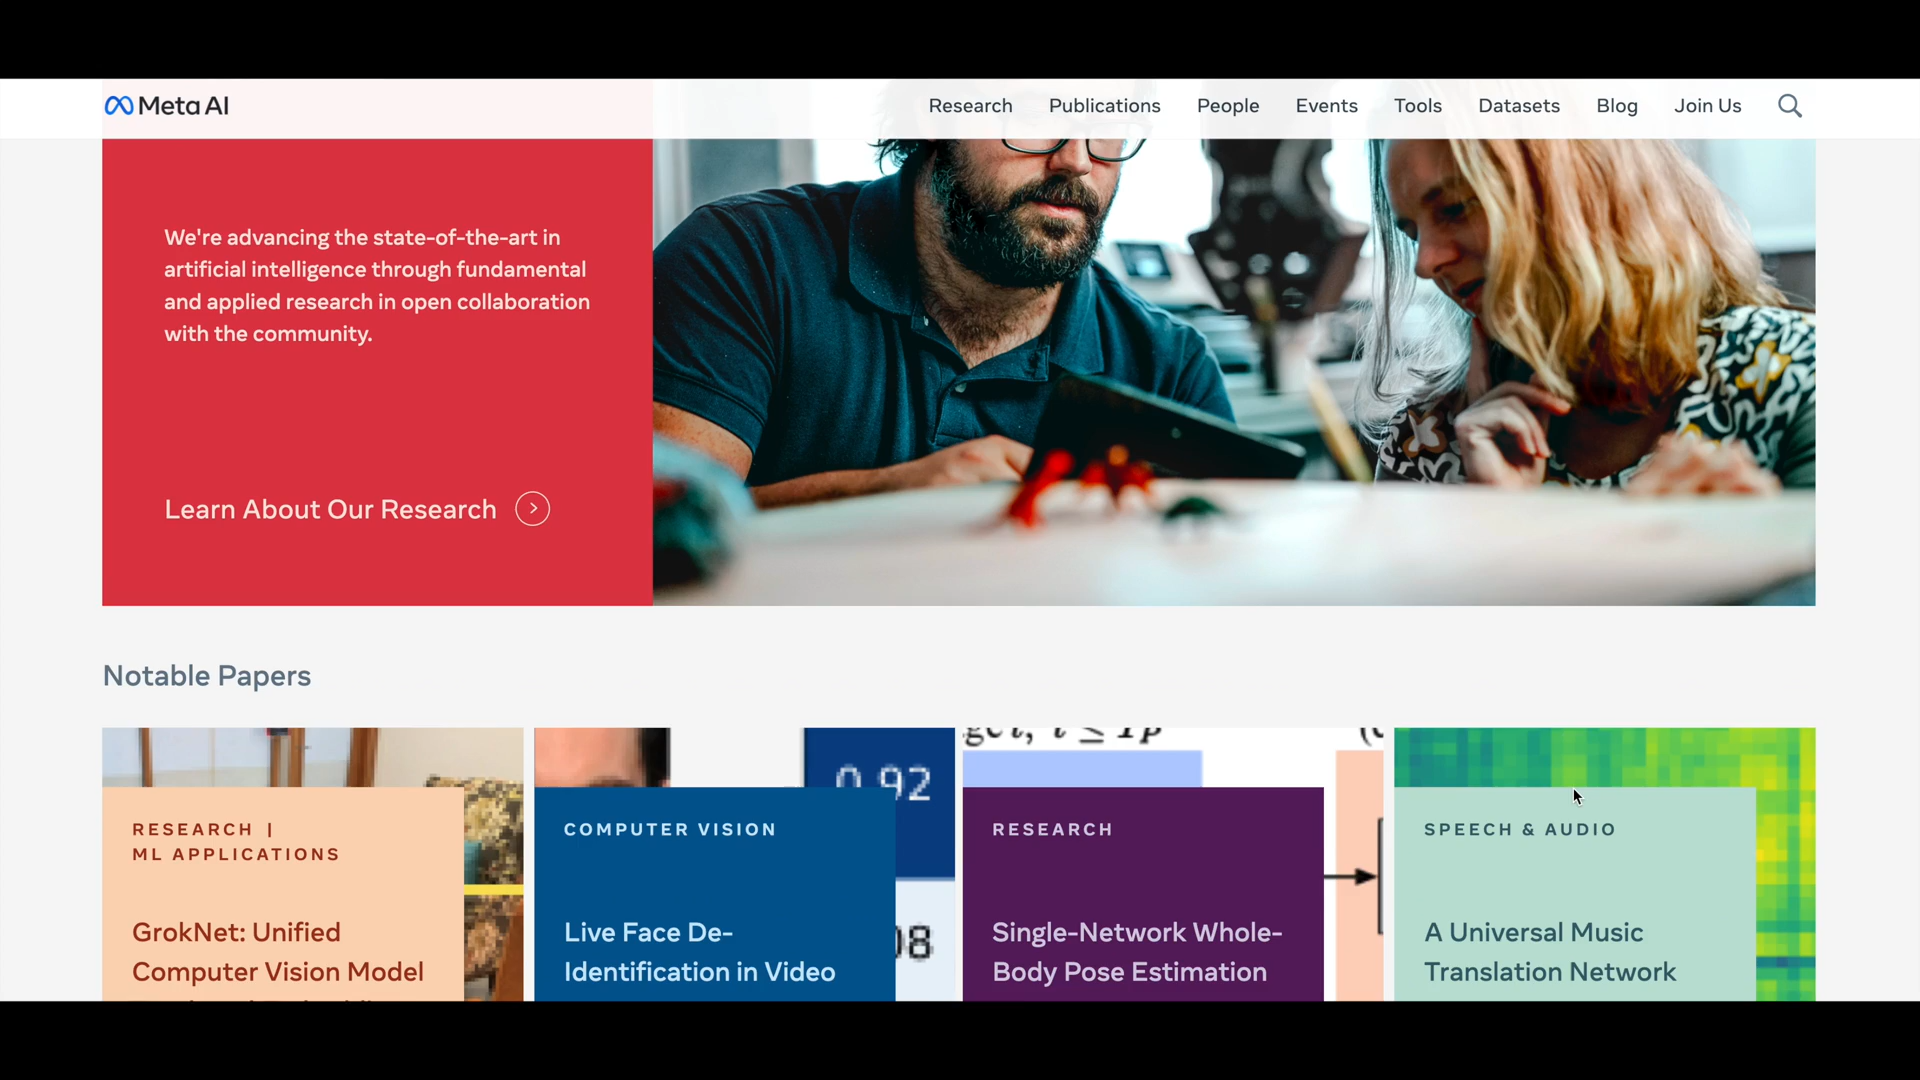 Meta AI
Research Publications People Events Tools Datasets Blog Join Us
We're advancing the state-of-the-art in
artificial intelligence through fundamental
and applied research in open collaboration
with the community.
Learn About Our Research
Notable Papers
0.92
RESEARCH |
ML APPLICATIONS
GrokNet: Unified
Computer Vision Model
COMPUTER VISION
Live Face De-
Identification in Video
RESEARCH
Single-Network Whole-
Body Pose Estimation
SPEECH & AUDIO
A Universal Music
Translation Network